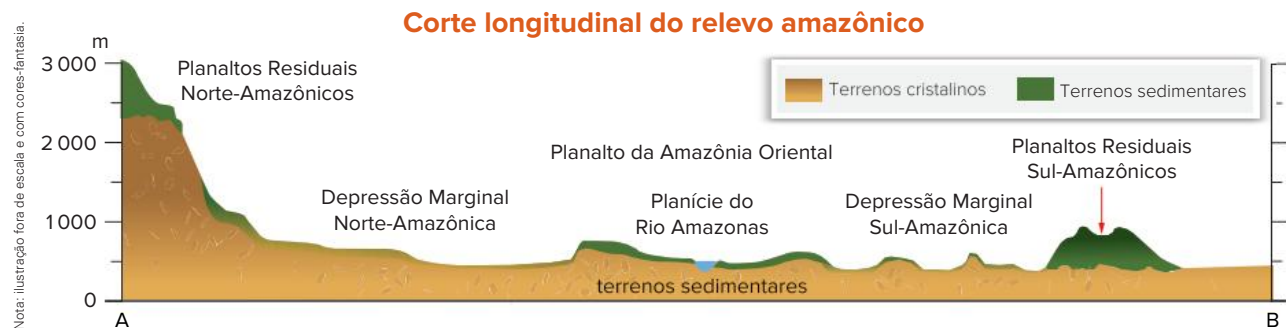 Corte longitudinal do relevo amazônico
Nota: ilustração fora de escala e com cores-fantasia.
m
3 000
2 000
1 000
0
Planaltos Residuais
Norte-Amazônicos
Terrenos cristalinos
Terrenos sedimentares
Planalto da Amazônia Oriental
Planaltos Residuais
Sul-Amazônicos
Depressão Marginal
Norte-Amazônica
Planície do
Rio Amazonas
Depressão Marginal
Sul-Amazônica
terrenos sedimentares
A
B